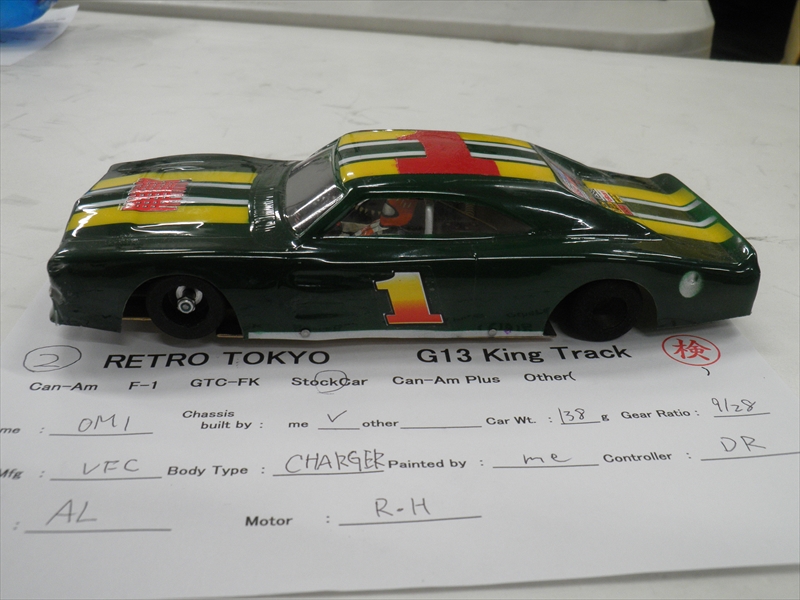 1
1
② RETRO TOKYO G13 King Track 検
Can-Am F-1 GTC-FK StockCar Can-Am Plus Other(
me : OMI Chassis built by : me ✓ other Car Wt. : 138 g Gear Ratio : 9/28
Mfg : VFC Body Type : CHARGER Painted by : me Controller : DR
: AL Motor : R-H